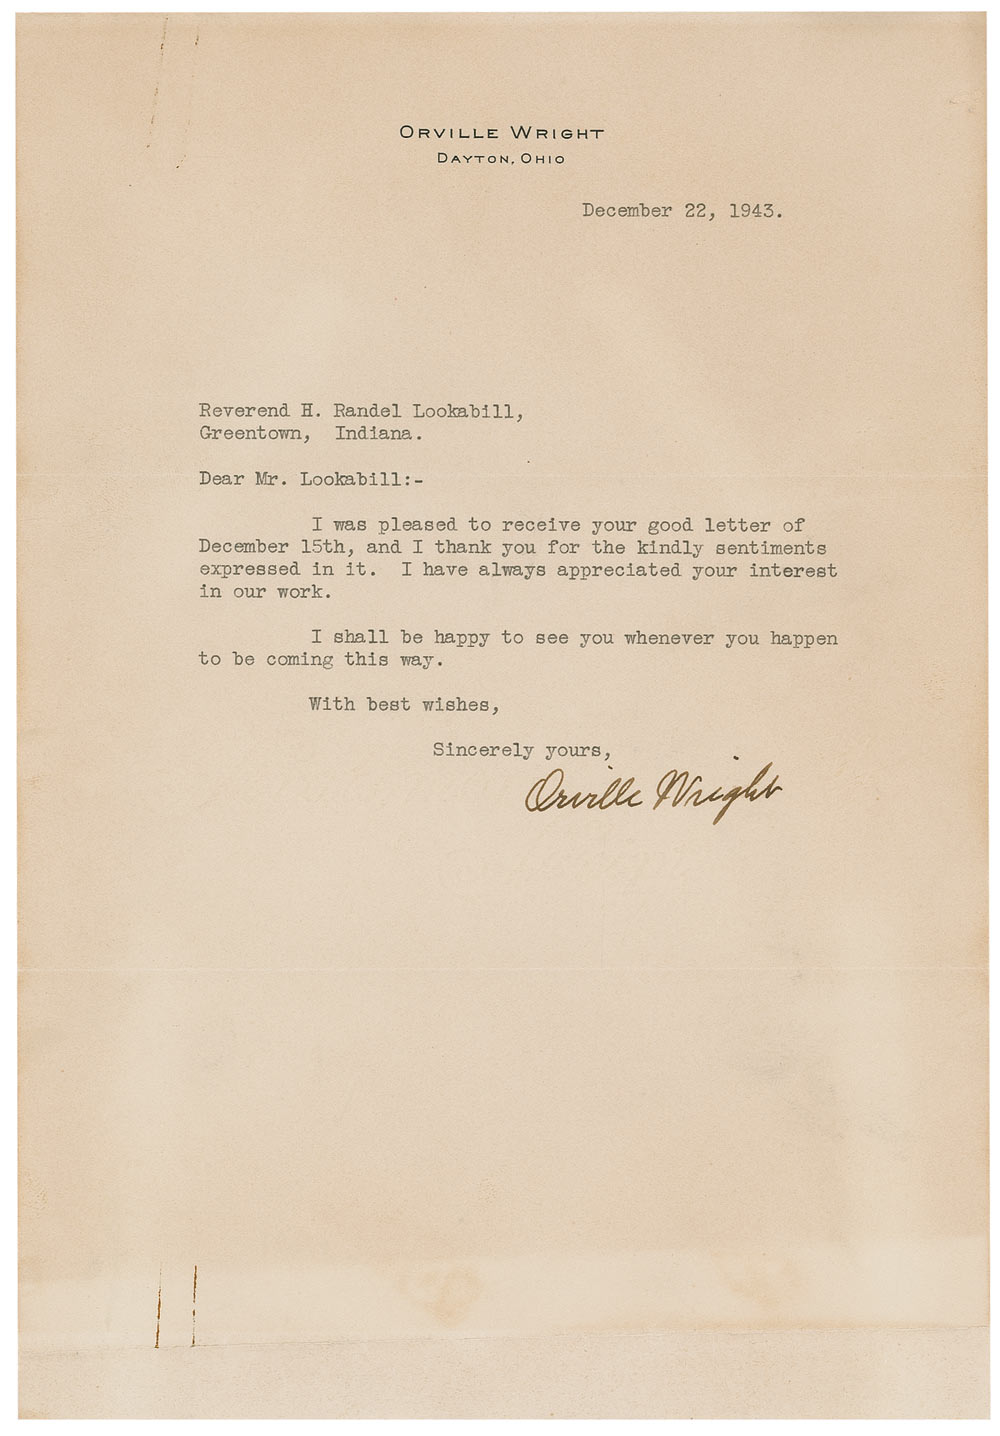 ORVILLE WRIGHT
DAYTON, OHIO
December 22, 1943.
Reverend H. Randel Lookabill,
Greentown, Indiana.
Dear Mr. Lookabill:-
I was pleased to receive your good letter of
December 15th, and I thank you for the kindly sentiments
expressed in it. I have always appreciated your interest
in our work.
I shall be happy to see you whenever you happen
to be coming this way.
With best wishes,
Sincerely yours,
Orville Wright